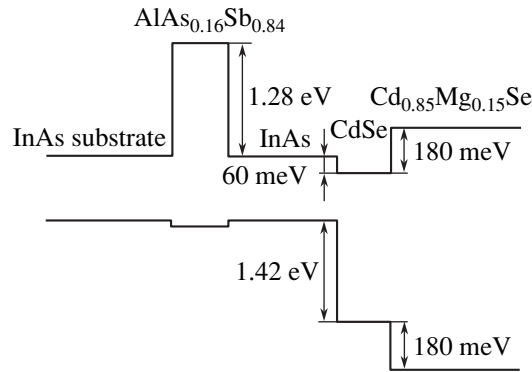 AlAs₀.₁₆Sb₀.₈₄
1.28 eV
Cd₀.₈₅Mg₀.₁₅Se
InAs substrate
InAs
CdSe
60 meV
180 meV
1.42 eV
180 meV